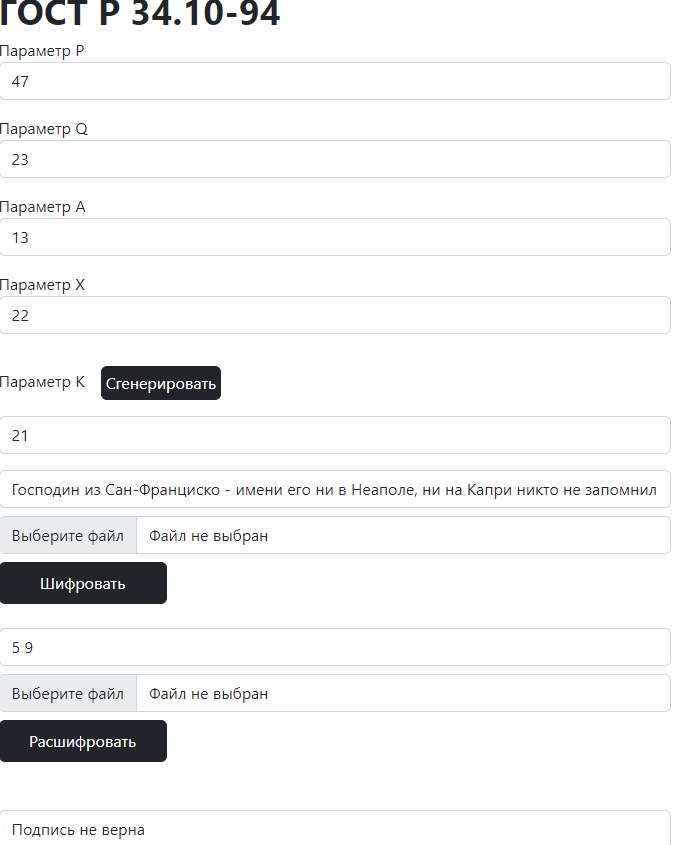 ГОСТ Р 34.10-94
Параметр P
47
Параметр Q
23
Параметр A
13
Параметр X
22
Параметр К Сгенерировать
21
Господин из Сан-Франциско - имени его ни в Неаполе, ни на Капри никто не запомнил
Выберите файл Файл не выбран
Шифровать
5 9
Выберите файл Файл не выбран
Расшифровать
Подпись не верна